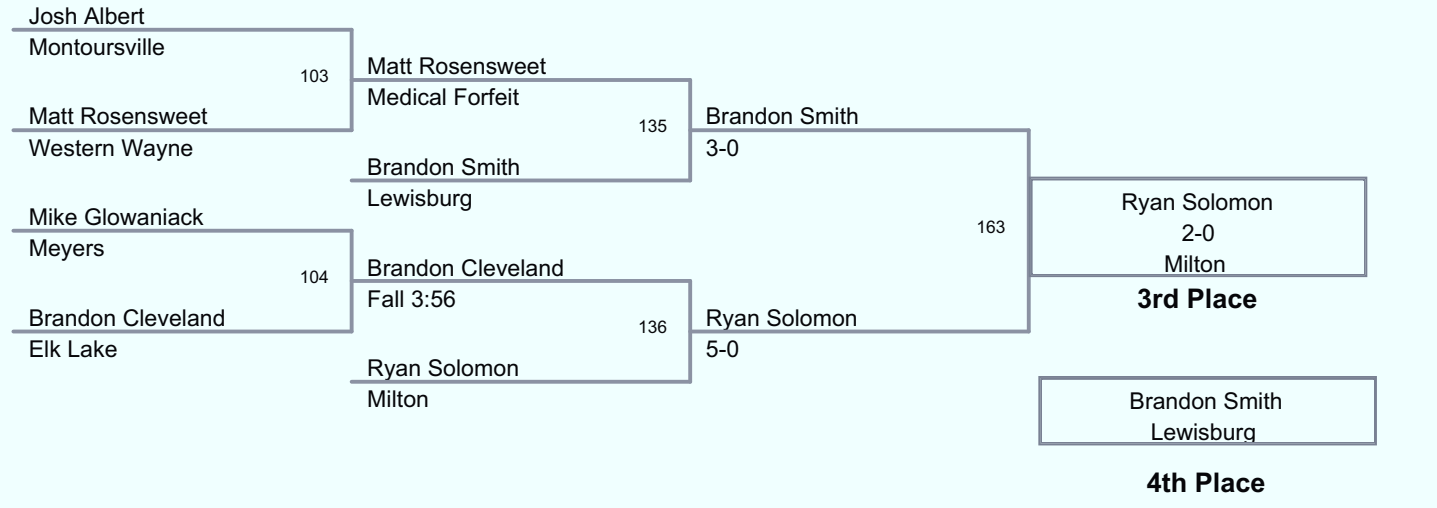 Josh Albert
Montoursville
103
Matt Rosensweet
Western Wayne
Mike Glowaniack
Meyers
104
Brandon Cleveland
Elk Lake
Matt Rosensweet
Medical Forfeit
135
Brandon Smith
Lewisburg
Brandon Cleveland
Fall 3:56
136
Ryan Solomon
Milton
Brandon Smith
3-0
163
Ryan Solomon
5-0
Ryan Solomon
2-0
Milton
3rd Place
Brandon Smith
Lewisburg
4th Place